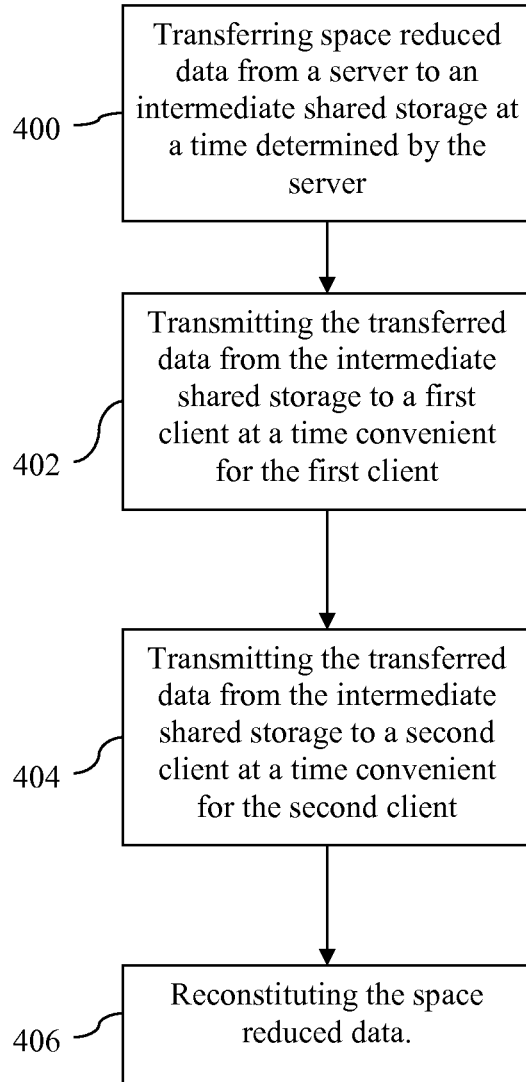 Transferring space reduced
data from a server to an
intermediate shared storage at
a time determined by the
server
400
Transmitting the transferred
data from the intermediate
shared storage to a first
client at a time convenient
for the first client
402
Transmitting the transferred
data from the intermediate
shared storage to a second
client at a time convenient
for the second client
404
Reconstituting the space
reduced data.
406